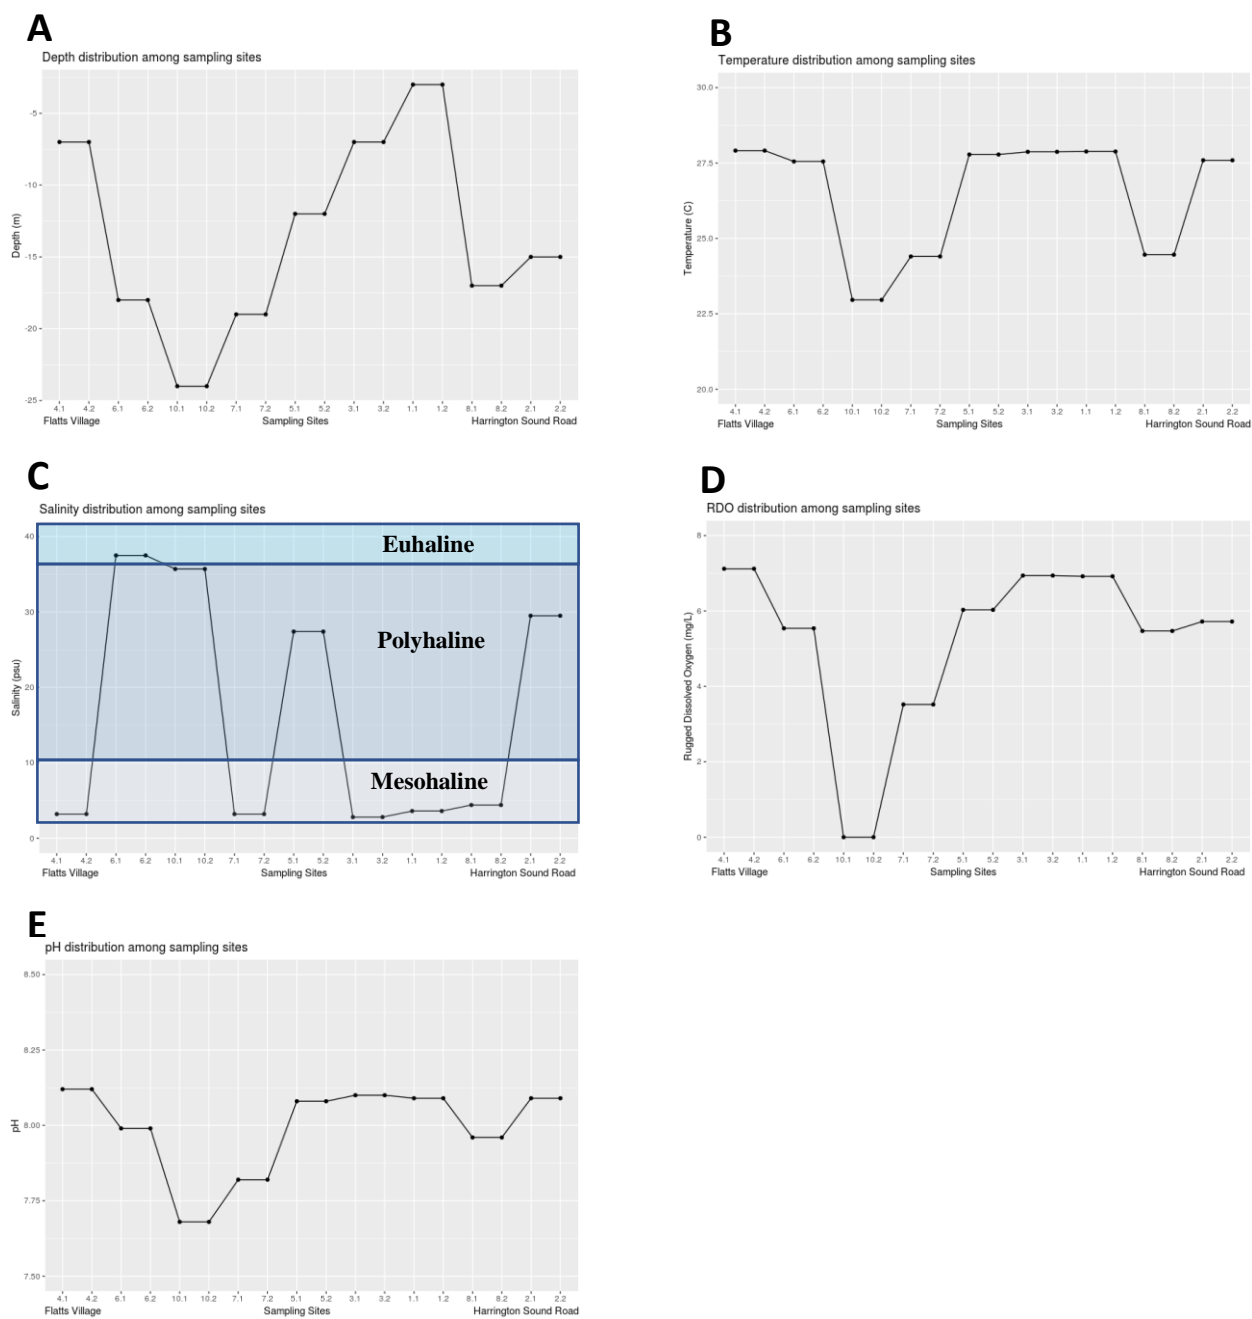 A
Depth distribution among sampling sites
Depth (m)
-5
-10
-15
-20
-25
4.1 4.2 6.1 6.2 10.1 10.2 7.1 7.2 5.1 5.2 3.1 3.2 1.1 1.2 8.1 8.2 2.1 2.2
Flatts Village Sampling Sites Harrington Sound Road
B
Temperature distribution among sampling sites
Temperature (C)
30.0
27.5
25.0
22.5
20.0
4.1 4.2 6.1 6.2 10.1 10.2 7.1 7.2 5.1 5.2 3.1 3.2 1.1 1.2 8.1 8.2 2.1 2.2
Flatts Village Sampling Sites Harrington Sound Road
C
Salinity distribution among sampling sites
Salinity (psu)
40
30
20
10
0
Euhaline
Polyhaline
Mesohaline
4.1 4.2 6.1 6.2 10.1 10.2 7.1 7.2 5.1 5.2 3.1 3.2 1.1 1.2 8.1 8.2 2.1 2.2
Flatts Village Sampling Sites Harrington Sound Road
D
RDO distribution among sampling sites
Rugged Dissolved Oxygen (mg/L)
8
6
4
2
0
4.1 4.2 6.1 6.2 10.1 10.2 7.1 7.2 5.1 5.2 3.1 3.2 1.1 1.2 8.1 8.2 2.1 2.2
Flatts Village Sampling Sites Harrington Sound Road
E
pH distribution among sampling sites
pH
8.50
8.25
8.00
7.75
7.50
4.1 4.2 6.1 6.2 10.1 10.2 7.1 7.2 5.1 5.2 3.1 3.2 1.1 1.2 8.1 8.2 2.1 2.2
Flatts Village Sampling Sites Harrington Sound Road